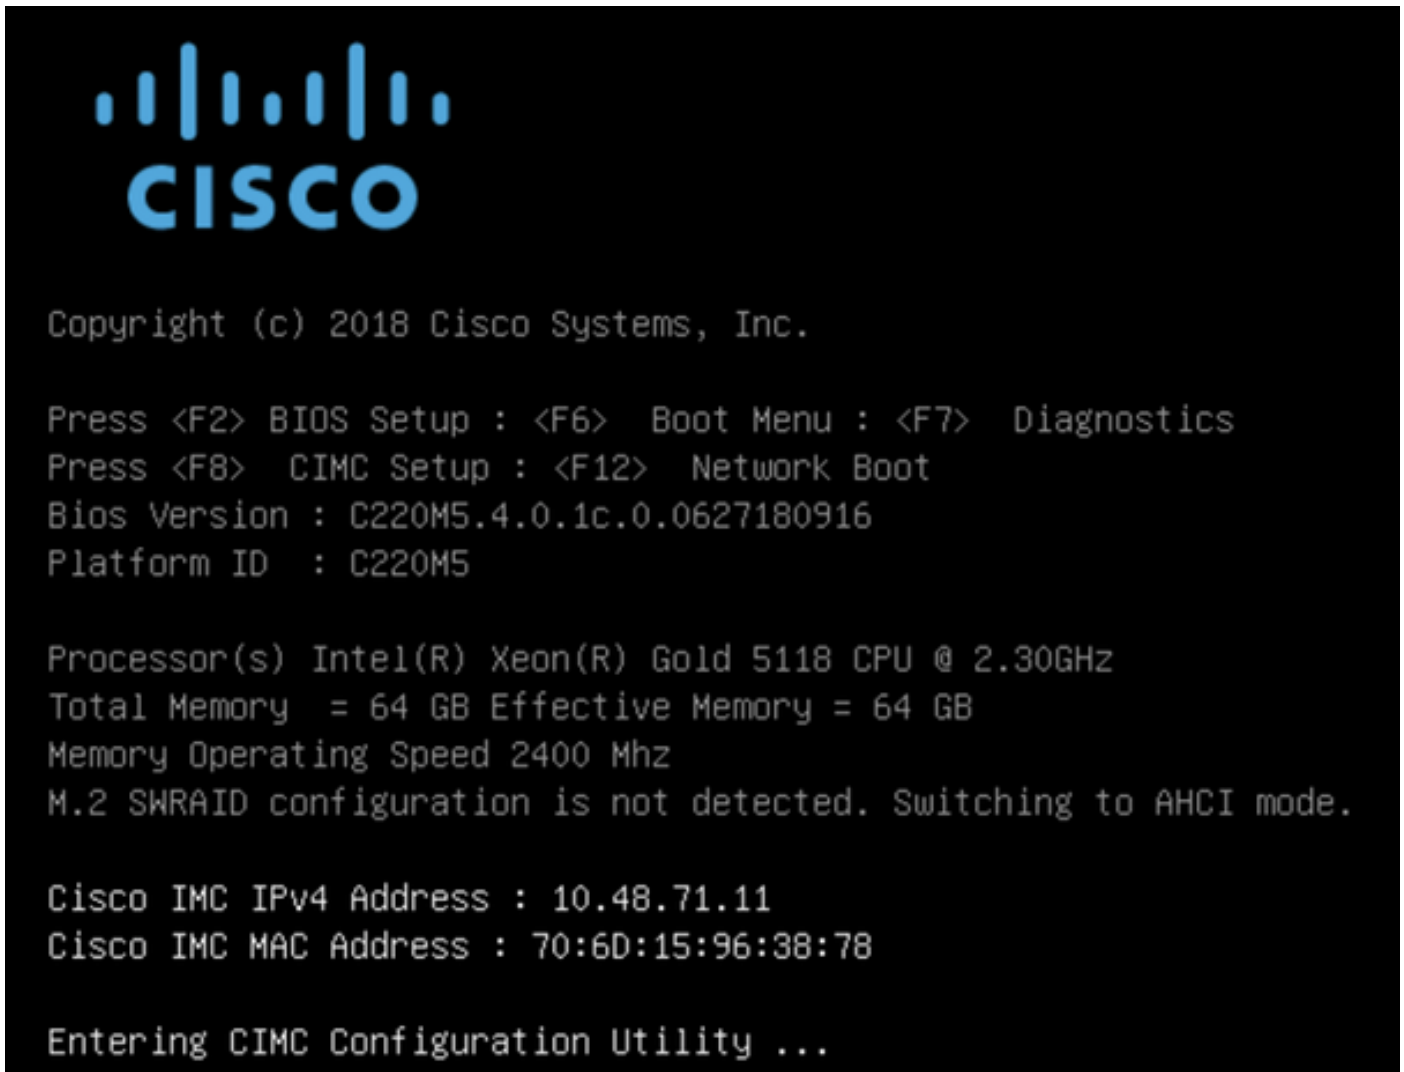 CISCO
Copyright (c) 2018 Cisco Systems, Inc.
Press <F2> BIOS Setup : <F6>  Boot Menu : <F7>  Diagnostics
Press <F8>  CIMC Setup : <F12>  Network Boot
Bios Version : C220M5.4.0.1c.0.0627180916
Platform ID  : C220M5
Processor(s) Intel(R) Xeon(R) Gold 5118 CPU @ 2.30GHz
Total Memory  = 64 GB Effective Memory = 64 GB
Memory Operating Speed 2400 Mhz
M.2 SWRAID configuration is not detected. Switching to AHCI mode.
Cisco IMC IPv4 Address : 10.48.71.11
Cisco IMC MAC Address : 70:6D:15:96:38:78
Entering CIMC Configuration Utility ...